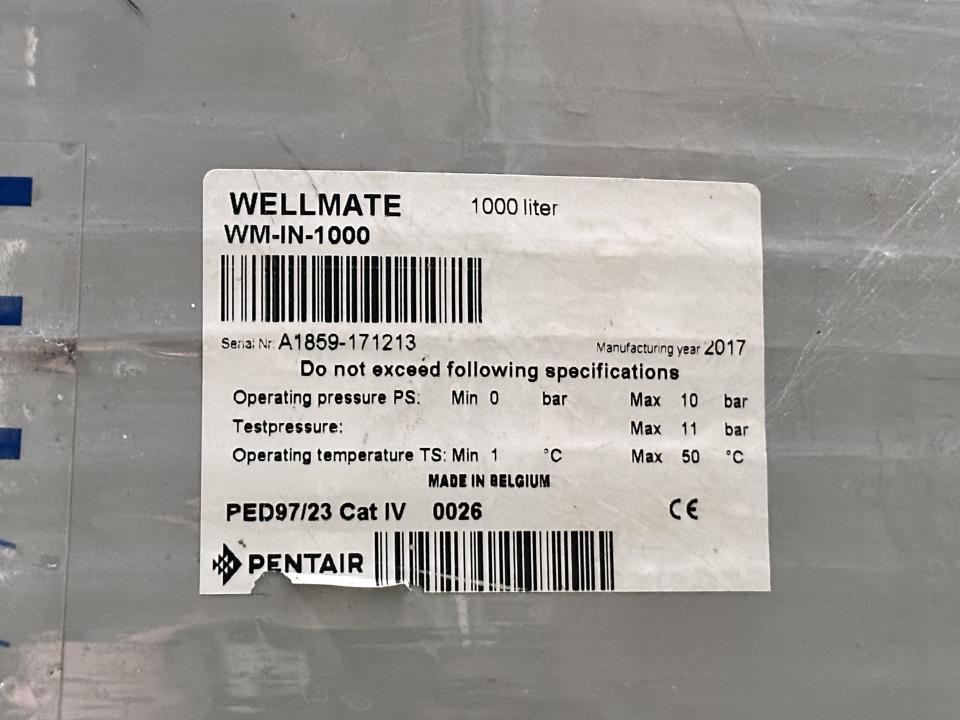 WELLMATE 1000 liter
WM-IN-1000
Serial Nr. A1859-171213 Manufacturing year 2017
Do not exceed following specifications
Operating pressure PS: Min 0 bar Max 10 bar
Testpressure: Max 11 bar
Operating temperature TS: Min 1 °C Max 50 °C
MADE IN BELGIUM
PED97/23 Cat IV 0026 CE
PENTAIR